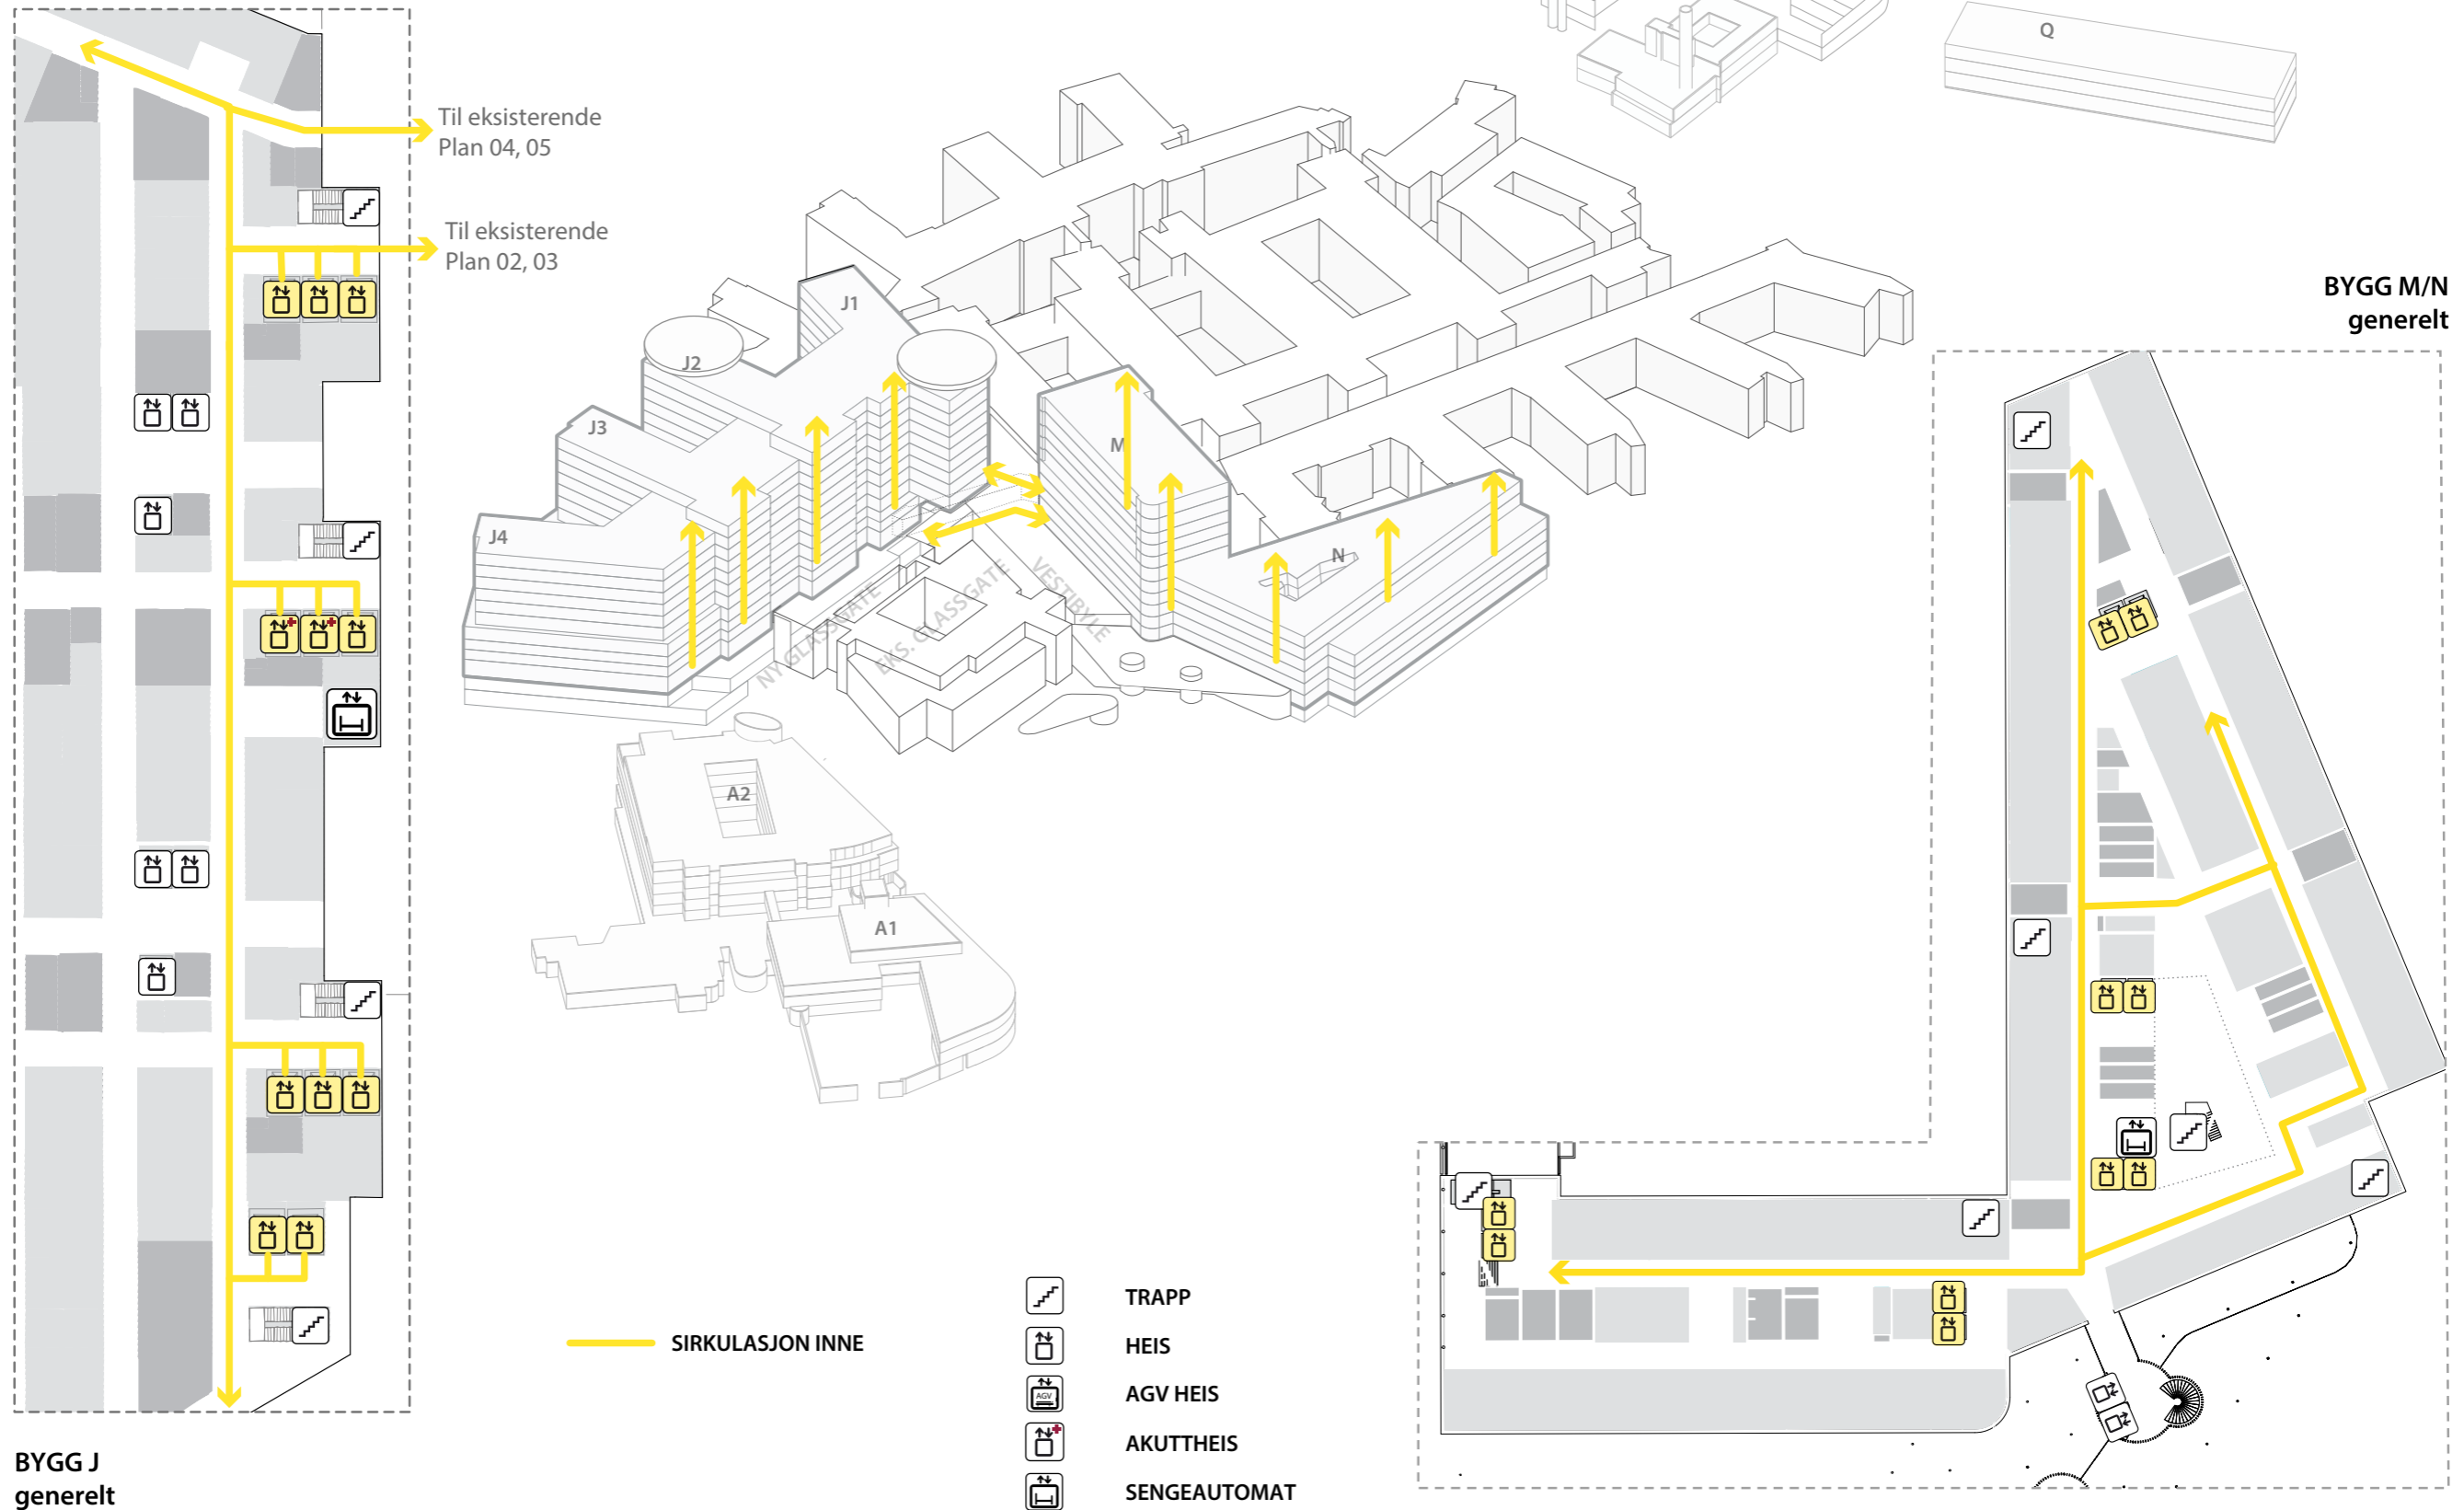 Til eksisterende
Plan 04, 05
Til eksisterende
Plan 02, 03
Q
J1
J2
J3
J4
M
N
NY GLASSGATE
EKS. GLASSGATE
VESTIBYLE
A2
A1
BYGG M/N
generelt
BYGG J
generelt
SIRKULASJON INNE
TRAPP
HEIS
AGV
AGV HEIS
AKUTTHEIS
SENGEAUTOMAT